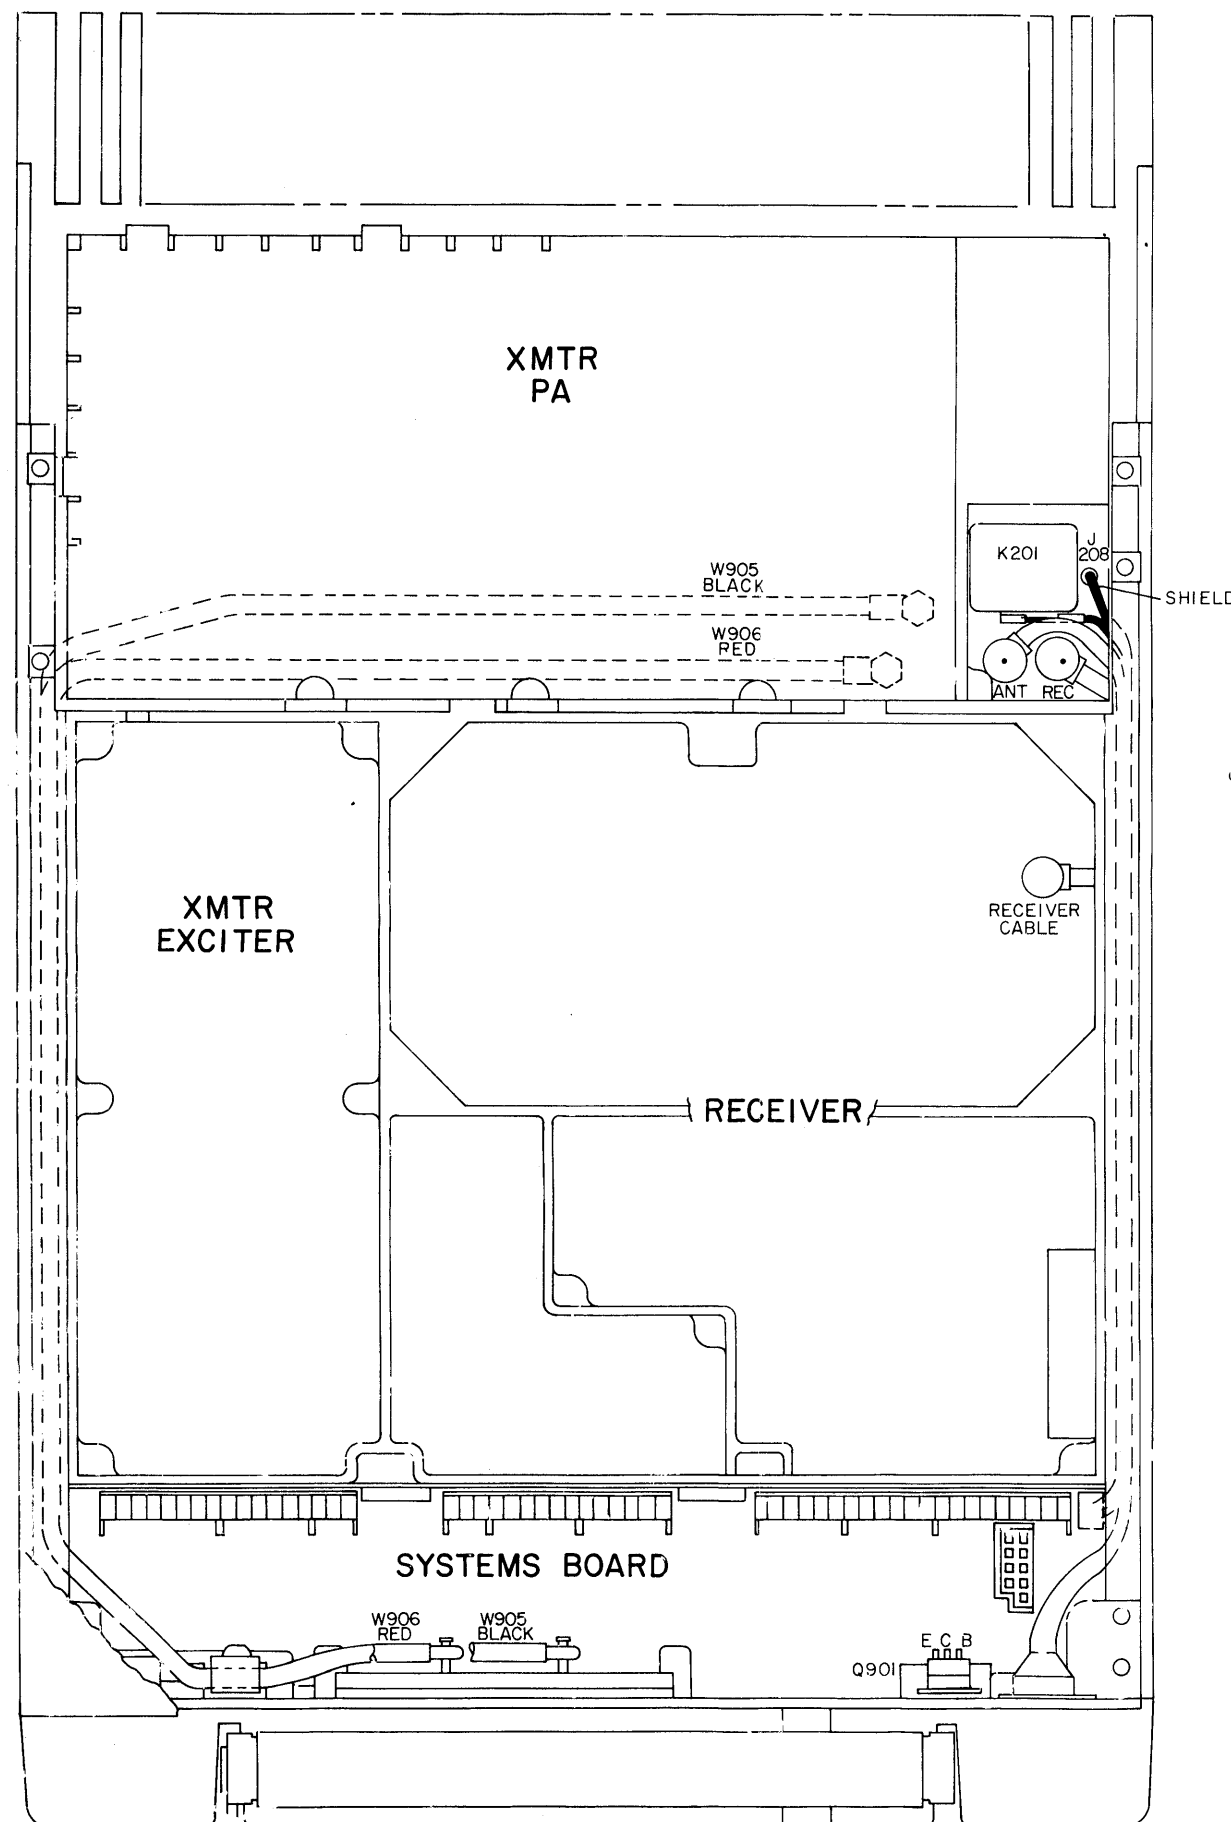 XMTR
PA
K201
J
208
SHIELD
W905
BLACK
W906
RED
ANT REC
XMTR
EXCITER
RECEIVER
CABLE
RECEIVER
SYSTEMS BOARD
W906
RED
W905
BLACK
E C B
Q901